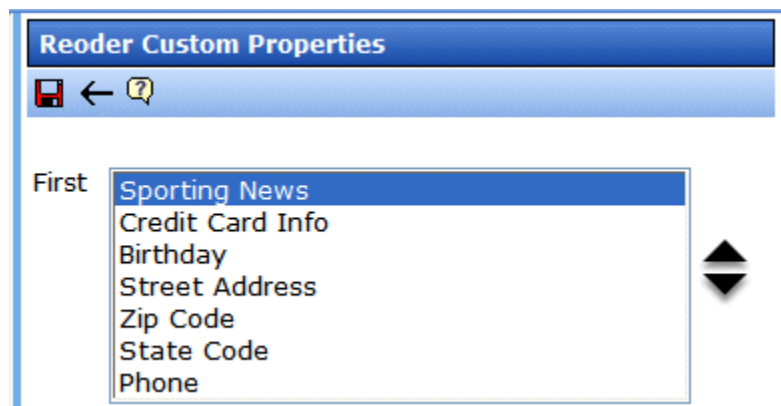 Reoder Custom Properties
First
Sporting News
Credit Card Info
Birthday
Street Address
Zip Code
State Code
Phone